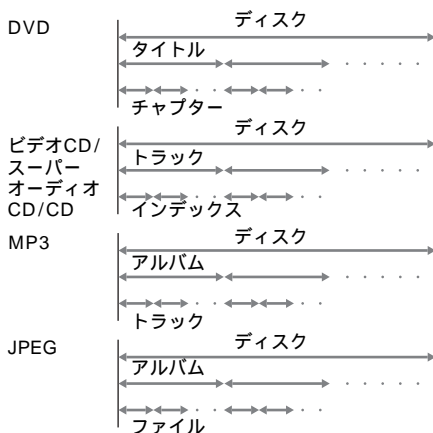 DVD
ディスク
タイトル
チャプター
ビデオCD/
スーパー
オーディオ
CD/CD
ディスク
トラック
インデックス
MP3
ディスク
アルバム
トラック
JPEG
ディスク
アルバム
ファイル